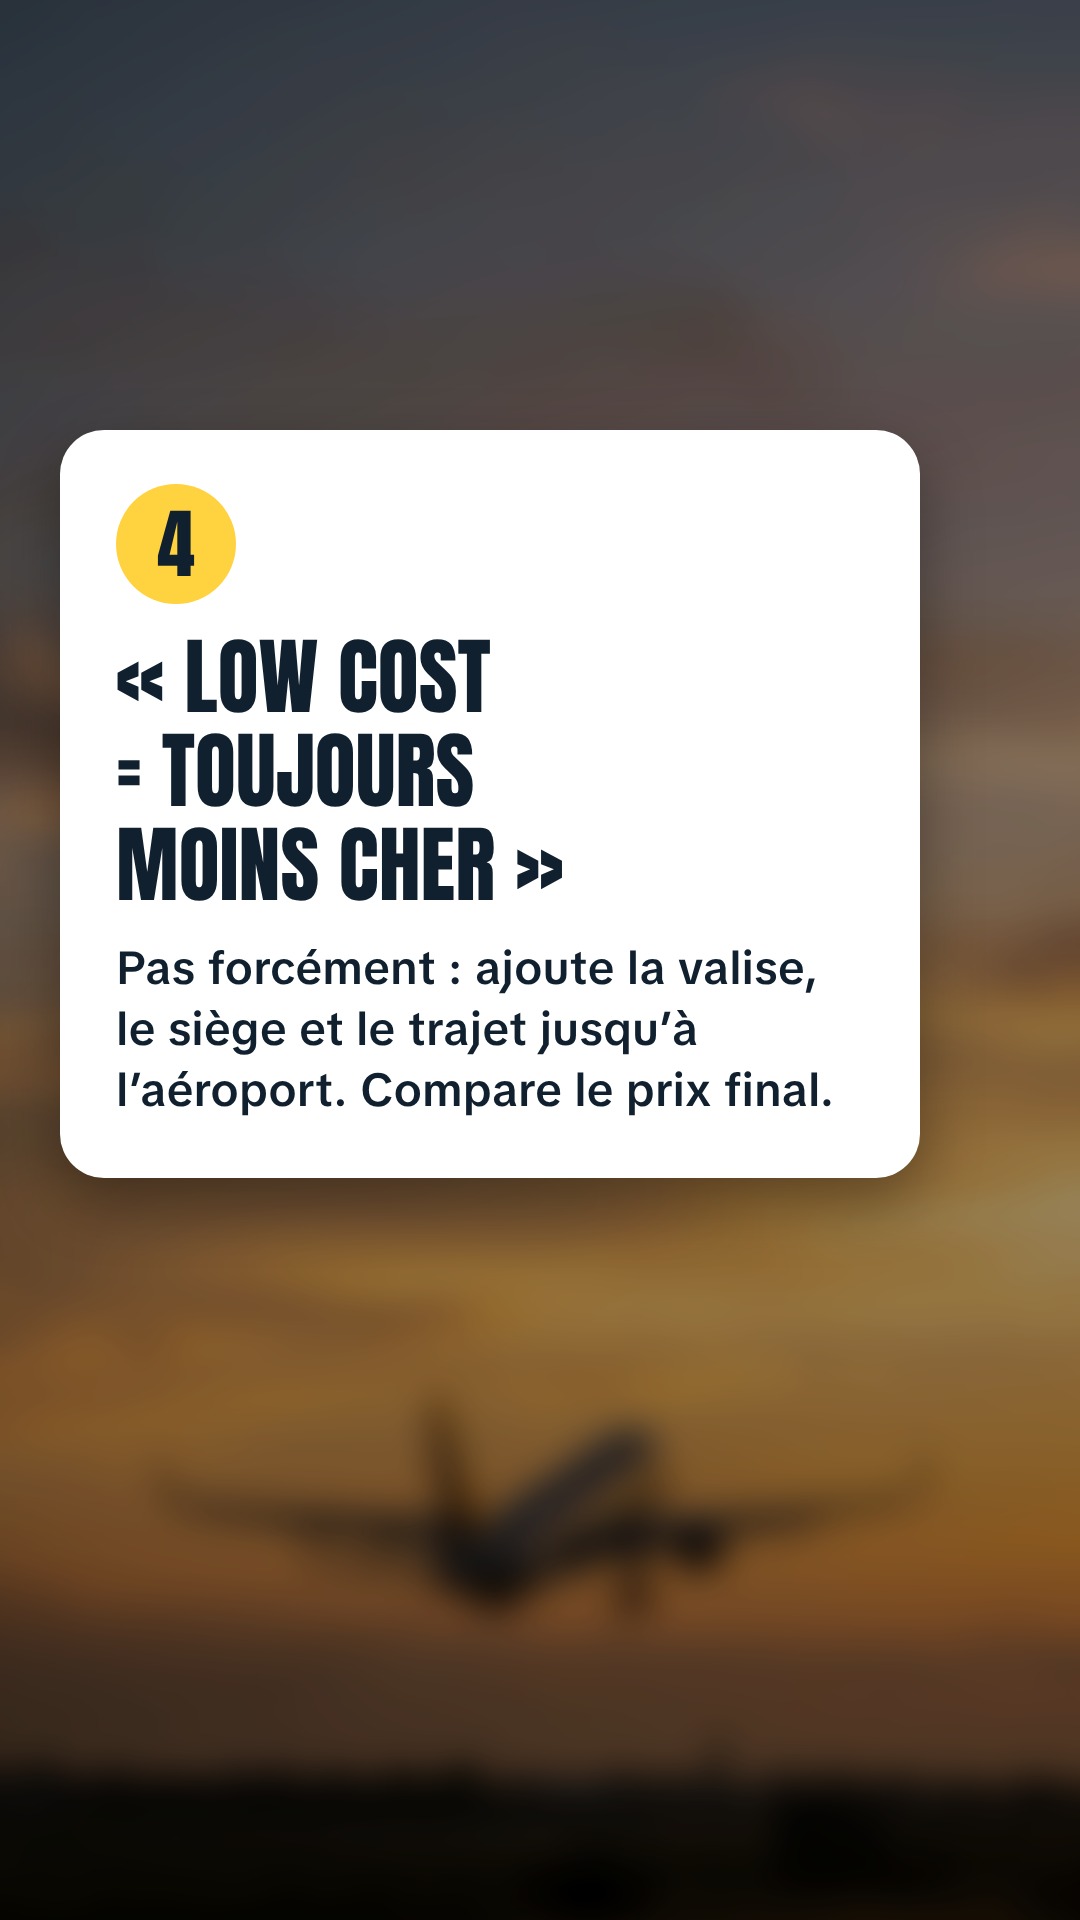 4
« LOW COST
= TOUJOURS
MOINS CHER »
Pas forcément : ajoute la valise,
le siège et le trajet jusqu’à
l’aéroport. Compare le prix final.